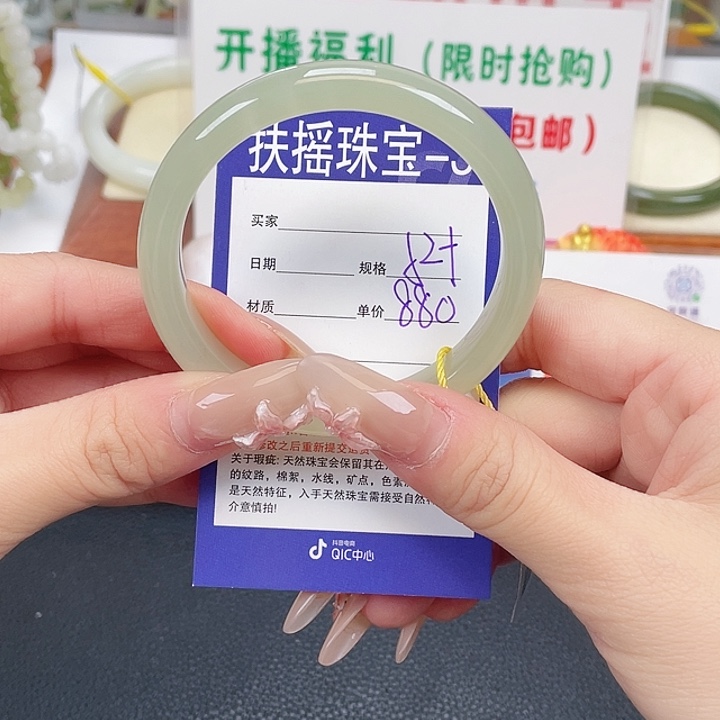 开播福利（限时抢购）
包邮）
扶摇珠宝-
买家
日期 规格
材质 单价 880
修改之后重新提交
关于瑕疵: 天然珠宝会保留其在
的纹路，棉絮，水线，矿点，色素
是天然特征，入手天然珠宝需接受自然
介意慎拍!
抖音电商
QIC中心